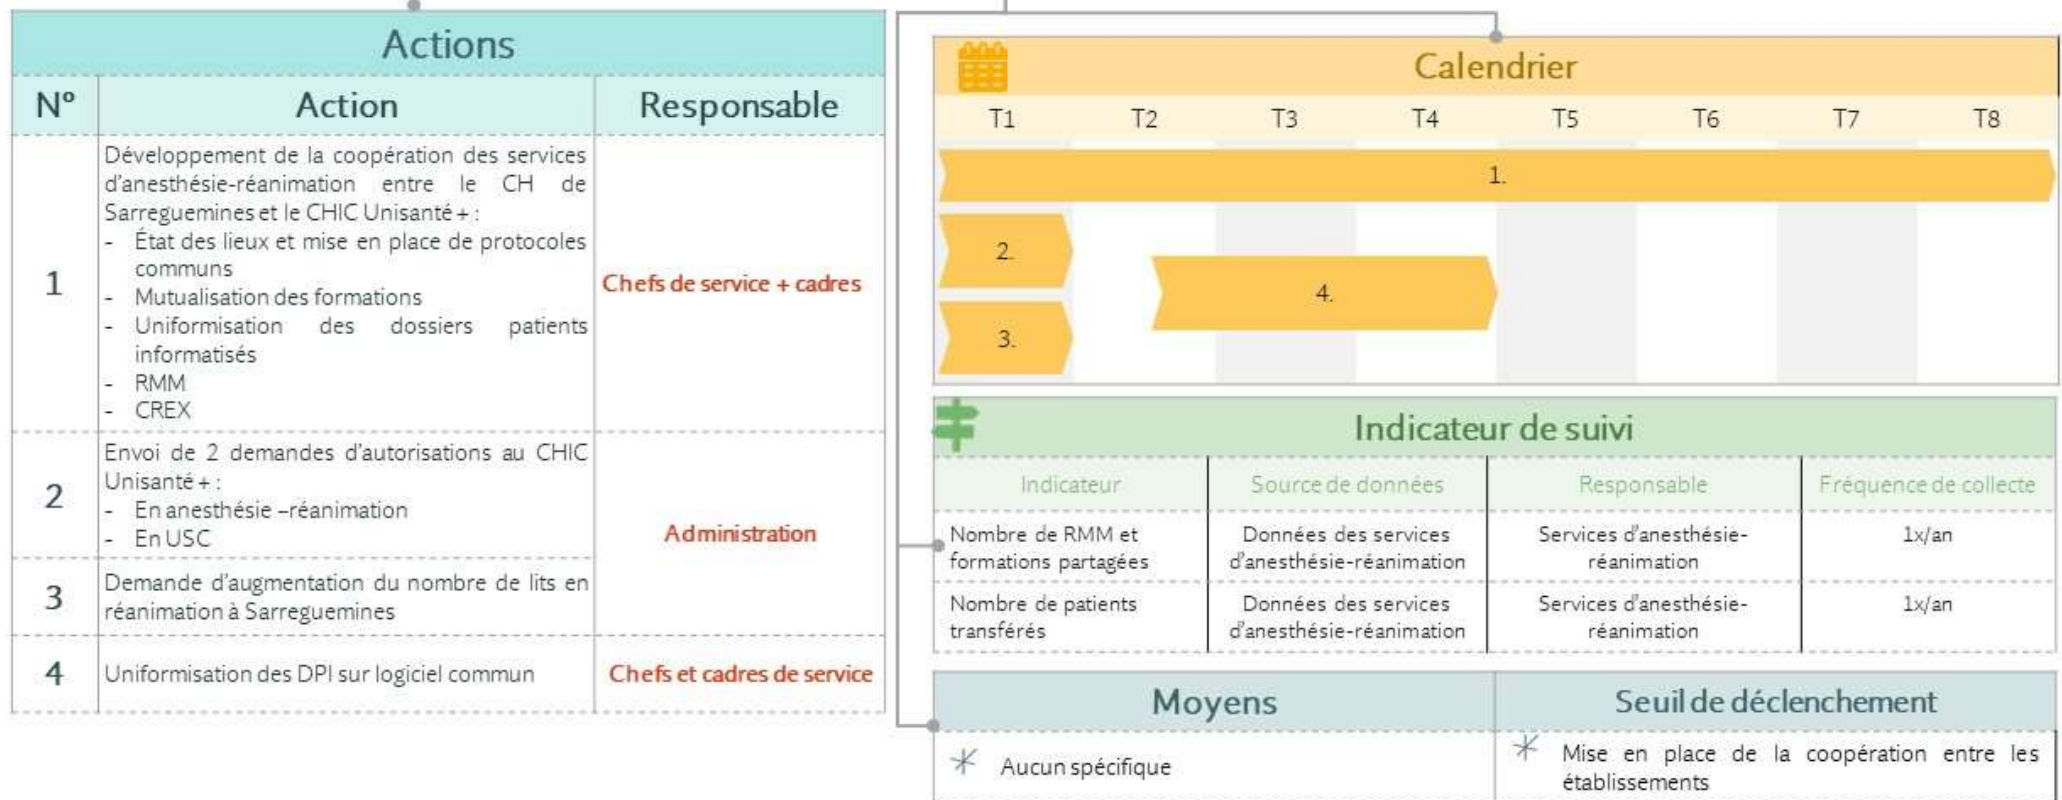 Actions
N°
Action
Responsable
1
Développement de la coopération des services
d'anesthésie-réanimation entre le CH de
Sarreguemines et le CHIC Unisanté + :
- État des lieux et mise en place de protocoles
communs
- Mutualisation des formations
- Uniformisation des dossiers patients
informatisés
- RMM
- CREX
Chefs de service + cadres
2
Envoi de 2 demandes d'autorisations au CHIC
Unisanté + :
- En anesthésie –réanimation
- En USC
Administration
3
Demande d'augmentation du nombre de lits en
réanimation à Sarreguemines
4
Uniformisation des DPI sur logiciel commun
Chefs et cadres de service
Calendrier
T1 T2 T3 T4 T5 T6 T7 T8
1.
2.
4.
3.
Indicateur de suivi
Indicateur
Source de données
Responsable
Fréquence de collecte
Nombre de RMM et
formations partagées
Données des services
d'anesthésie-réanimation
Services d'anesthésie-
réanimation
1x/an
Nombre de patients
transférés
Données des services
d'anesthésie-réanimation
Services d'anesthésie-
réanimation
1x/an
Moyens
Seuil de déclenchement
Aucun spécifique
Mise en place de la coopération entre les
établissements